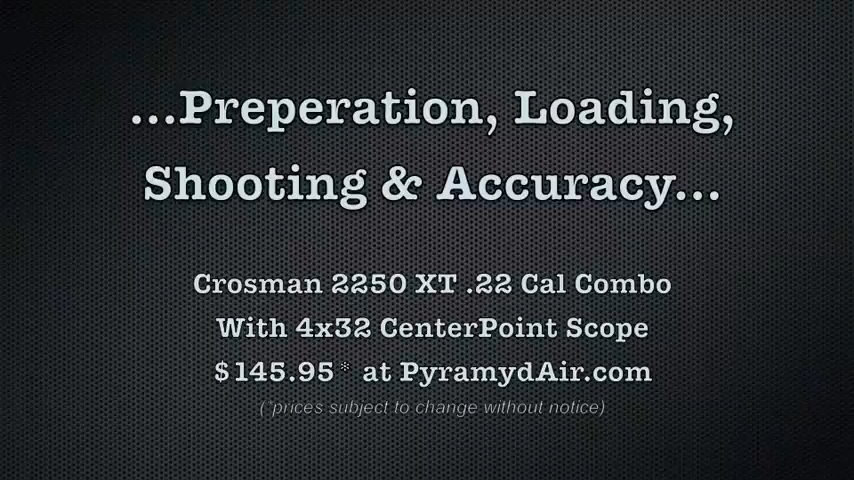 ...Preperation, Loading,
Shooting & Accuracy...
Crosman 2250 XT .22 Cal Combo
With 4x32 CenterPoint Scope
$145.95* at PyramydAir.com
(*prices subject to change without notice)